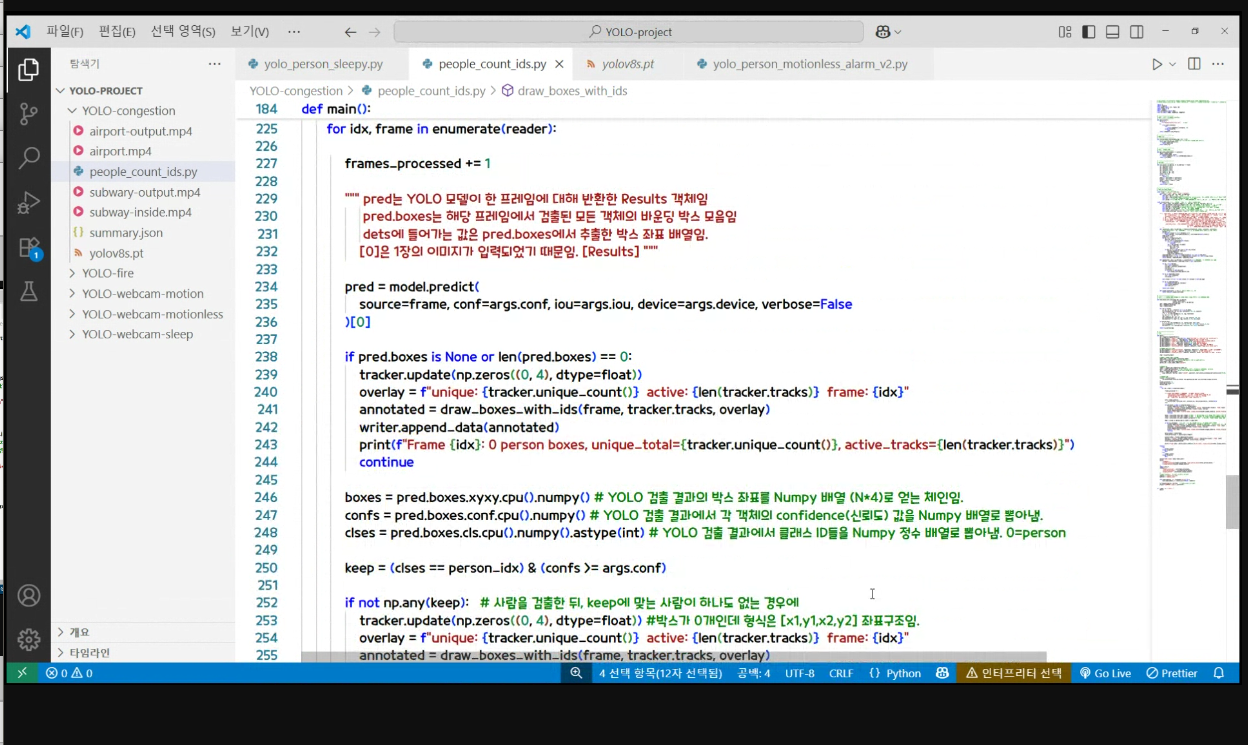 파일(F) 편집(E) 선택 영역(S) 보기(V) ··· YOLO-project
탐색기 ···
yolo_person_sleepy.py people_count_ids.py yolov8s.pt yolo_person_motionless_alarm_v2.py
YOLO-PROJECT
YOLO-congestion
airport-output.mp4
airport.mp4
people_count_ids.py
subwary-output.mp4
subway-inside.mp4
summary.json
yolov8s.pt
YOLO-fire
YOLO-webcam-motion
YOLO-webcam-motionless
YOLO-webcam-sleep
개요
타임라인
1
YOLO-congestion > people_count_ids.py > draw_boxes_with_ids
184 def main():
225 for idx, frame in enumerate(reader):
226
227 frames_processed += 1
228
229 """ pred는 YOLO 모델이 한 프레임에 대해 반환한 Results 객체임
230 pred.boxes는 해당 프레임에서 검출된 모든 객체의 바운딩 박스 모음임
231 dets에 들어가는 값은 pred.boxes에서 추출한 박스 좌표 배열임.
232 [0]은 1장의 이미지가 입력되었기 때문임. [Results] """
233
234 pred = model.predict(
235 source=frame, conf=args.conf, iou=args.iou, device=args.device, verbose=False
236 )[0]
237
238 if pred.boxes is None or len(pred.boxes) == 0:
239 tracker.update(np.zeros((0, 4), dtype=float))
240 overlay = f"unique: {tracker.unique_count()} active: {len(tracker.tracks)} frame: {idx}"
241 annotated = draw_boxes_with_ids(frame, tracker.tracks, overlay)
242 writer.append_data(annotated)
243 print(f"Frame {idx}: 0 person boxes, unique_total={tracker.unique_count()}, active_tracks={len(tracker.tracks)}")
244 continue
245
246 boxes = pred.boxes.xyxy.cpu().numpy() # YOLO 검출 결과의 박스 좌표를 Numpy 배열 (N*4)로 얻는 체인임.
247 confs = pred.boxes.conf.cpu().numpy() # YOLO 검출 결과에서 각 객체의 confidence(신뢰도) 값을 Numpy 배열로 뽑아냄.
248 clses = pred.boxes.cls.cpu().numpy().astype(int) # YOLO 검출 결과에서 클래스 ID들을 Numpy 정수 배열로 뽑아냄. 0=person
249
250 keep = (clses == person_idx) & (confs >= args.conf)
251
252 if not np.any(keep): # 사람을 검출한 뒤, keep에 맞는 사람이 하나도 없는 경우에
253 tracker.update(np.zeros((0, 4), dtype=float)) #박스가 0개인데 형식은 [x1,y1,x2,y2] 좌표구조임.
254 overlay = f"unique: {tracker.unique_count()} active: {len(tracker.tracks)} frame: {idx}"
255 annotated = draw_boxes_with_ids(frame, tracker.tracks, overlay)
0 0 4 선택 항목(12자 선택됨) 공백: 4 UTF-8 CRLF {} Python 인터프리터 선택 Go Live Prettier